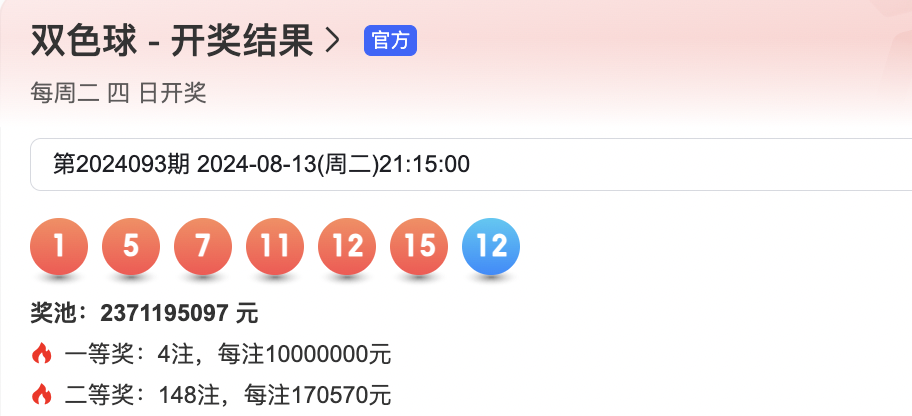 双色球 - 开奖结果 > 官方
每周二 四 日开奖
第2024093期 2024-08-13(周二)21:15:00
1 5 7 11 12 15 12
奖池：2371195097 元
一等奖：4注，每注10000000元
二等奖：148注，每注170570元